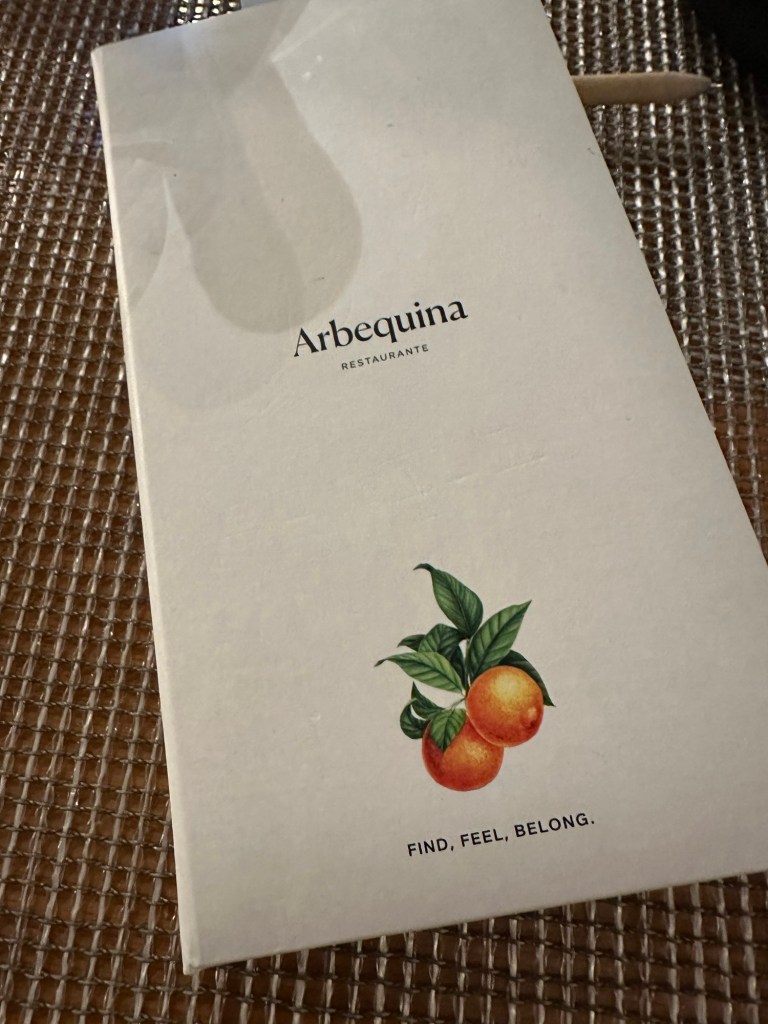 Arbequina
RESTAURANTE
FIND, FEEL, BELONG.